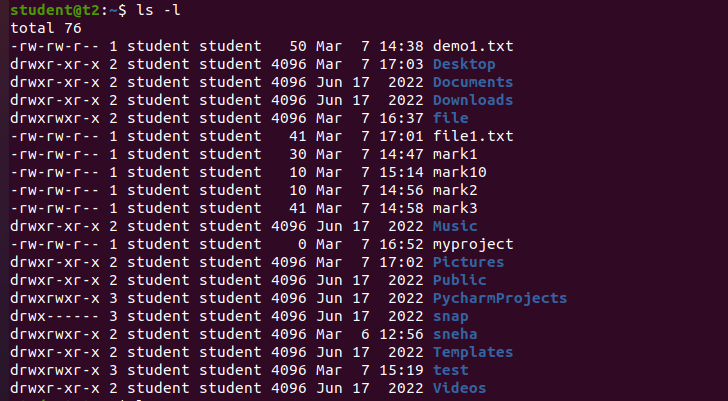 student@t2:~$ ls -l
total 76
-rw-rw-r-- 1 student student   50 Mar  7 14:38 demo1.txt
drwxr-xr-x 2 student student 4096 Mar  7 17:03 Desktop
drwxr-xr-x 2 student student 4096 Jun 17  2022 Documents
drwxr-xr-x 2 student student 4096 Jun 17  2022 Downloads
drwxrwxr-x 2 student student 4096 Mar  7 16:37 file
-rw-rw-r-- 1 student student   41 Mar  7 17:01 file1.txt
-rw-rw-r-- 1 student student   30 Mar  7 14:47 mark1
-rw-rw-r-- 1 student student   10 Mar  7 15:14 mark10
-rw-rw-r-- 1 student student   10 Mar  7 14:56 mark2
-rw-rw-r-- 1 student student   41 Mar  7 14:58 mark3
drwxr-xr-x 2 student student 4096 Jun 17  2022 Music
-rw-rw-r-- 1 student student    0 Mar  7 16:52 myproject
drwxr-xr-x 2 student student 4096 Mar  7 17:02 Pictures
drwxr-xr-x 2 student student 4096 Jun 17  2022 Public
drwxrwxr-x 3 student student 4096 Jun 17  2022 PycharmProjects
drwx------ 3 student student 4096 Jun 17  2022 snap
drwxrwxr-x 2 student student 4096 Mar  6 12:56 sneha
drwxr-xr-x 2 student student 4096 Jun 17  2022 Templates
drwxrwxr-x 3 student student 4096 Mar  7 15:19 test
drwxr-xr-x 2 student student 4096 Jun 17  2022 Videos